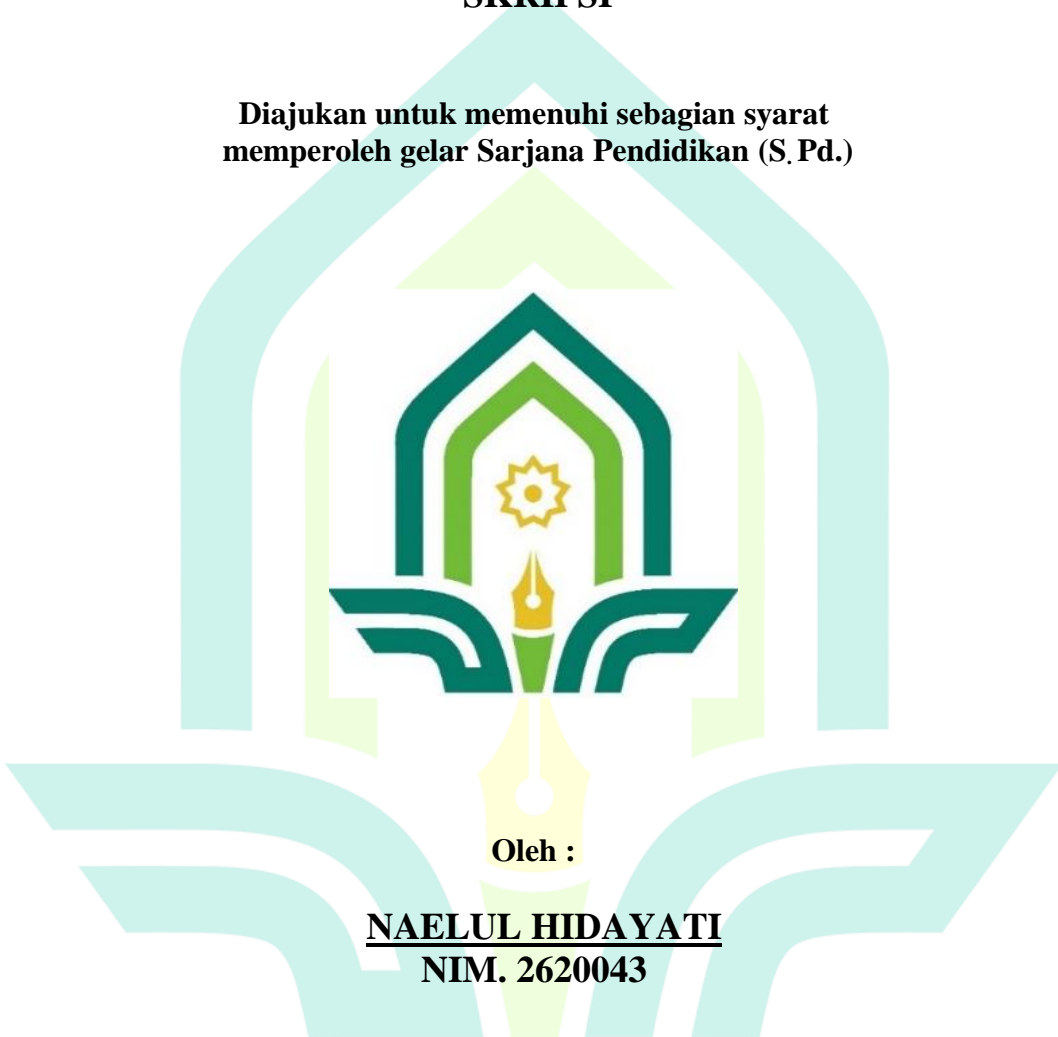 SKRIPSI
Diajukan untuk memenuhi sebagian syarat
memperoleh gelar Sarjana Pendidikan (S. Pd.)
Oleh :
NAELUL HIDAYATI
NIM. 2620043